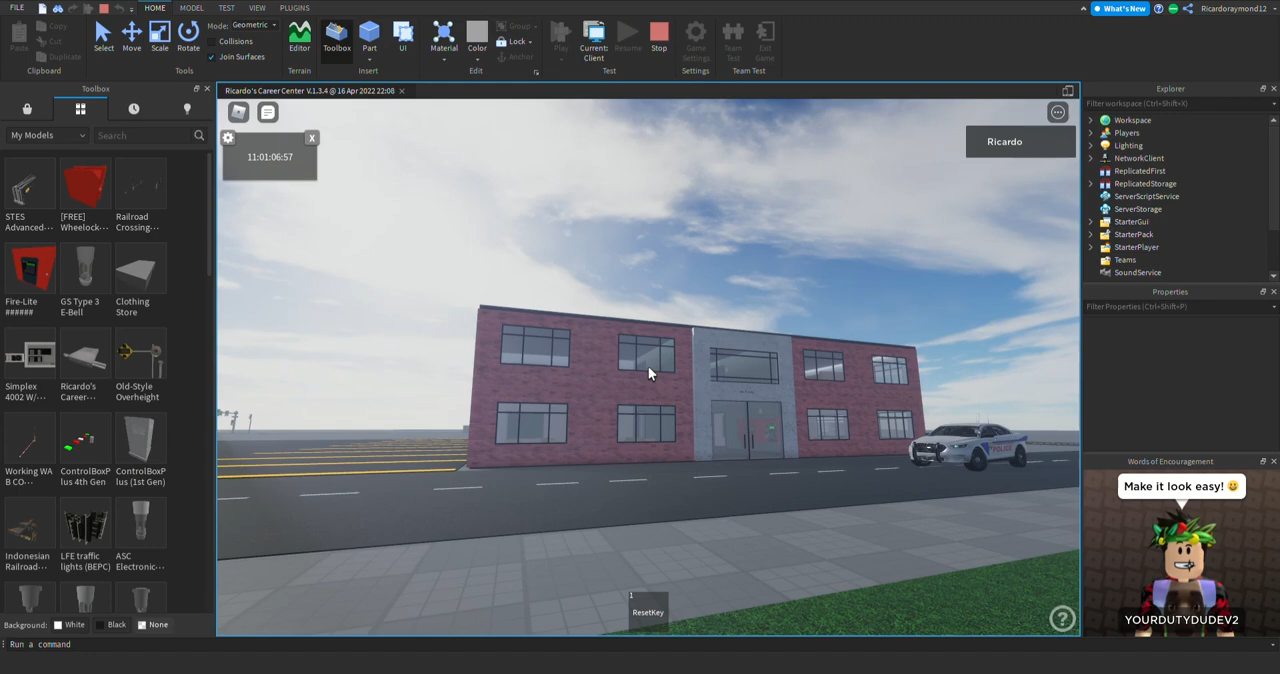 FILE
HOME
MODEL
TEST
VIEW
PLUGINS
What's New
Ricardoraymond12
Paste
Copy
Cut
Duplicate
Clipboard
Select
Move
Scale
Rotate
Mode: Geometric
Collisions
Join Surfaces
Tools
Editor
Terrain
Toolbox
Part
UI
Insert
Material
Color
Group
Lock
Anchor
Edit
Play
Current:
Client
Resume
Stop
Test
Game
Settings
Settings
Team
Test
Exit
Game
Team Test
Toolbox
My Models
Search
STES
Advanced···
[FREE]
Wheelock···
Railroad
Crossing···
Fire-Lite
######
GS Type 3
E-Bell
Clothing
Store
Simplex
4002 W/···
Ricardo's
Career···
Old-Style
Overheight
Working WA
B CO···
ControlBoxP
lus 4th Gen
ControlBoxP
lus (1st Gen)
Indonesian
Railroad···
LFE traffic
lights (BEPC)
ASC
Electronic···
Background:
White
Black
None
Run a command
Ricardo's Career Center V.1.3.4 @ 16 Apr 2022 22:08
X
11:01:06:57
Ricardo
POLICE
1
ResetKey
?
Explorer
Filter workspace (Ctrl+Shift+X)
Workspace
Players
Lighting
NetworkClient
ReplicatedFirst
ReplicatedStorage
ServerScriptService
ServerStorage
StarterGui
StarterPack
StarterPlayer
Teams
SoundService
Properties
Filter Properties (Ctrl+Shift+P)
Words of Encouragement
Make it look easy! 😃
YOURDUTYDUDEV2